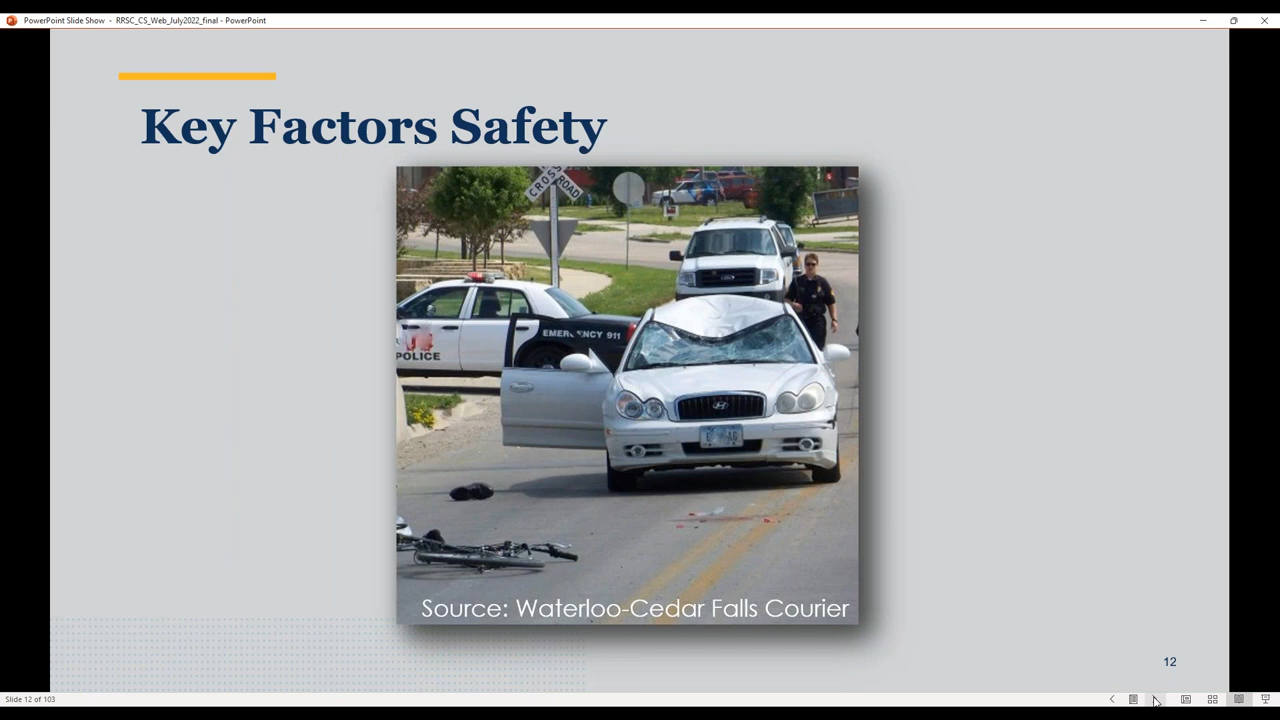 PowerPoint Slide Show - RRSC_CS_Web_July2022_final - PowerPoint
Key Factors Safety
CROSS
ROAD
EMERGENCY 911
POLICE
Source: Waterloo-Cedar Falls Courier
12
Slide 12 of 103